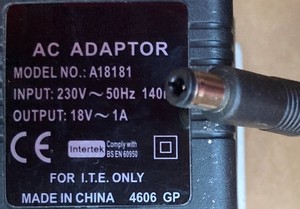 AC ADAPTOR
MODEL NO.: A18181
INPUT: 230V~ 50Hz 140
OUTPUT: 18V⎓ 1A
CE Intertek Comply with
BS EN 60950
FOR I.T.E. ONLY
MADE IN CHINA 4606 GP